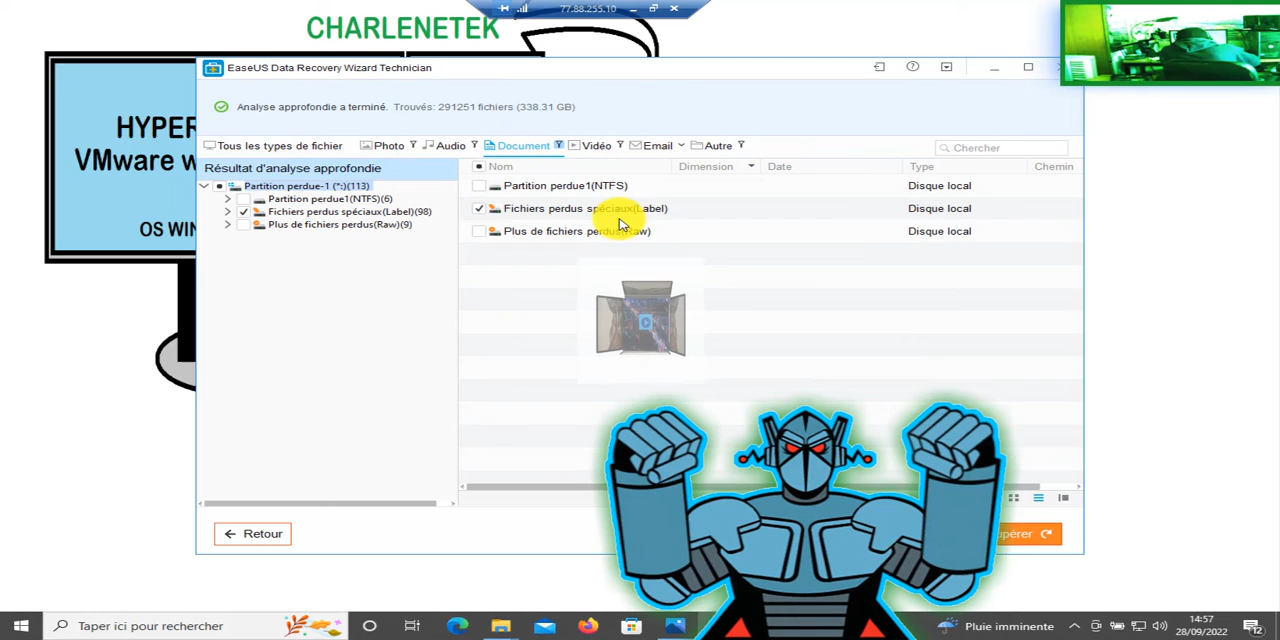 77.88.255.10
CHARLENETEK
EaseUS Data Recovery Wizard Technician
Analyse approfondie a terminé. Trouvés: 291251 fichiers (338.31 GB)
Tous les types de fichier Photo Audio Document Vidéo Email Autre Chercher
Résultat d'analyse approfondie
Nom Dimension Date Type Chemin
Partition perdue-1 (*:)(113)
Partition perdue1(NTFS)(6)
Fichiers perdus spéciaux(Label)(98)
Plus de fichiers perdus(Raw)(9)
Partition perdue1(NTFS) Disque local
Fichiers perdus spéciaux(Label) Disque local
Plus de fichiers perdus(Raw) Disque local
HYPER
VMware w
OS WIN
Retour
pérer
Taper ici pour rechercher
Pluie imminente
14:57
28/09/2022
12